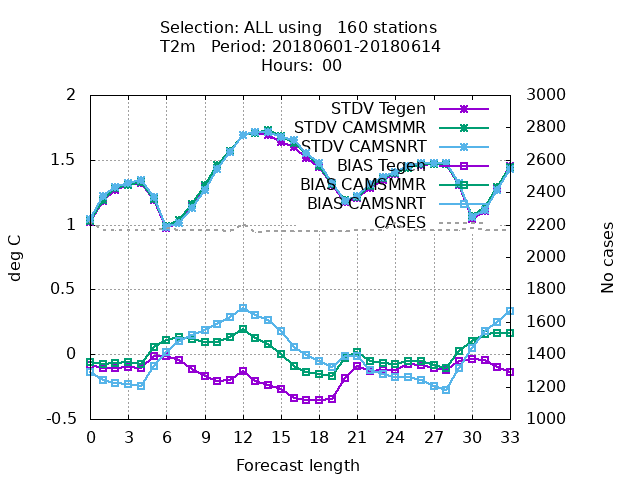 Selection: ALL using   160 stations
T2m   Period: 20180601-20180614
Hours: 00
2
1.5
1
0.5
0
-0.5
3000
2800
2600
2400
2200
2000
1800
1600
1400
1200
1000
STDV Tegen
STDV CAMSMMR
STDV CAMSNRT
BIAS Tegen
BIAS CAMSMMR
BIAS CAMSNRT
CASES
deg C
No cases
0 3 6 9 12 15 18 21 24 27 30 33
Forecast length